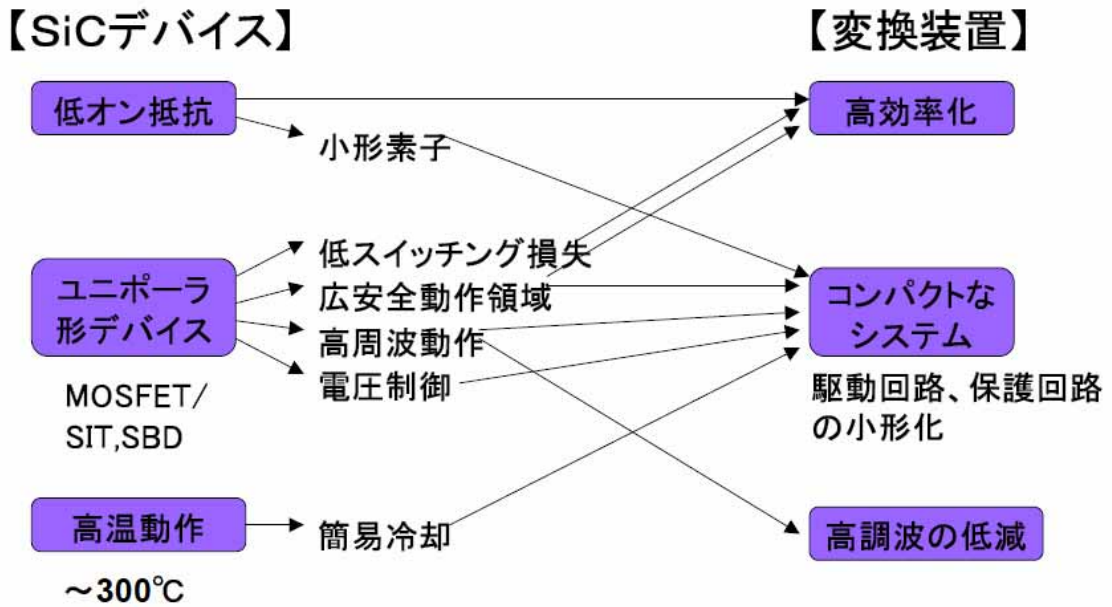 【SiCデバイス】
【変換装置】
低オン抵抗
高効率化
小形素子
低スイッチング損失
ユニポーラ
形デバイス
広安全動作領域
高周波動作
電圧制御
コンパクトな
システム
MOSFET/
SIT,SBD
駆動回路、保護回路
の小形化
高温動作
簡易冷却
高調波の低減
～300℃